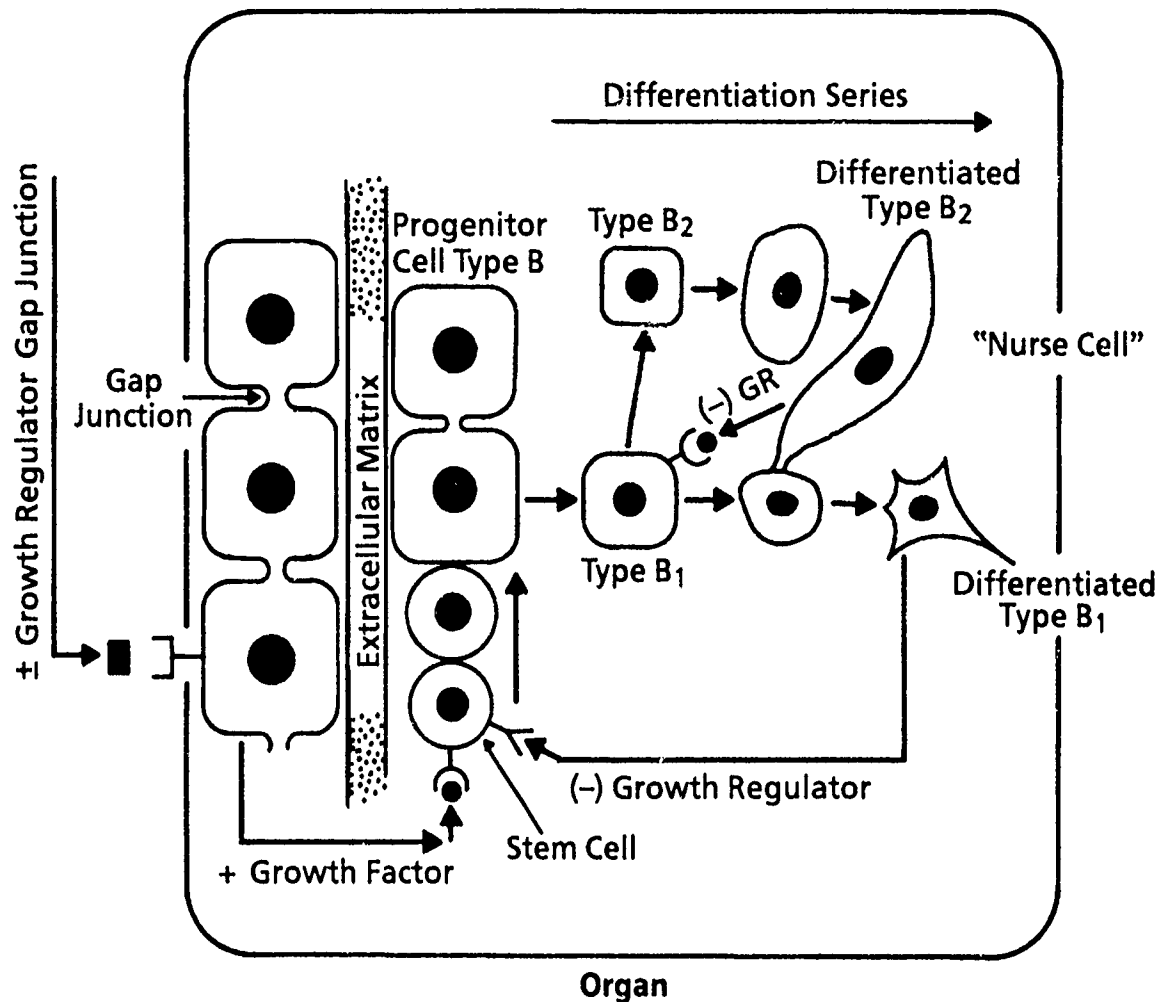 Differentiation Series
Differentiated
Type B2
Type B2
Progenitor
Cell Type B
"Nurse Cell"
± Growth Regulator Gap Junction
Gap
Junction
Extracellular Matrix
(–) GR
Type B1
Differentiated
Type B1
(–) Growth Regulator
Stem Cell
+ Growth Factor
Organ